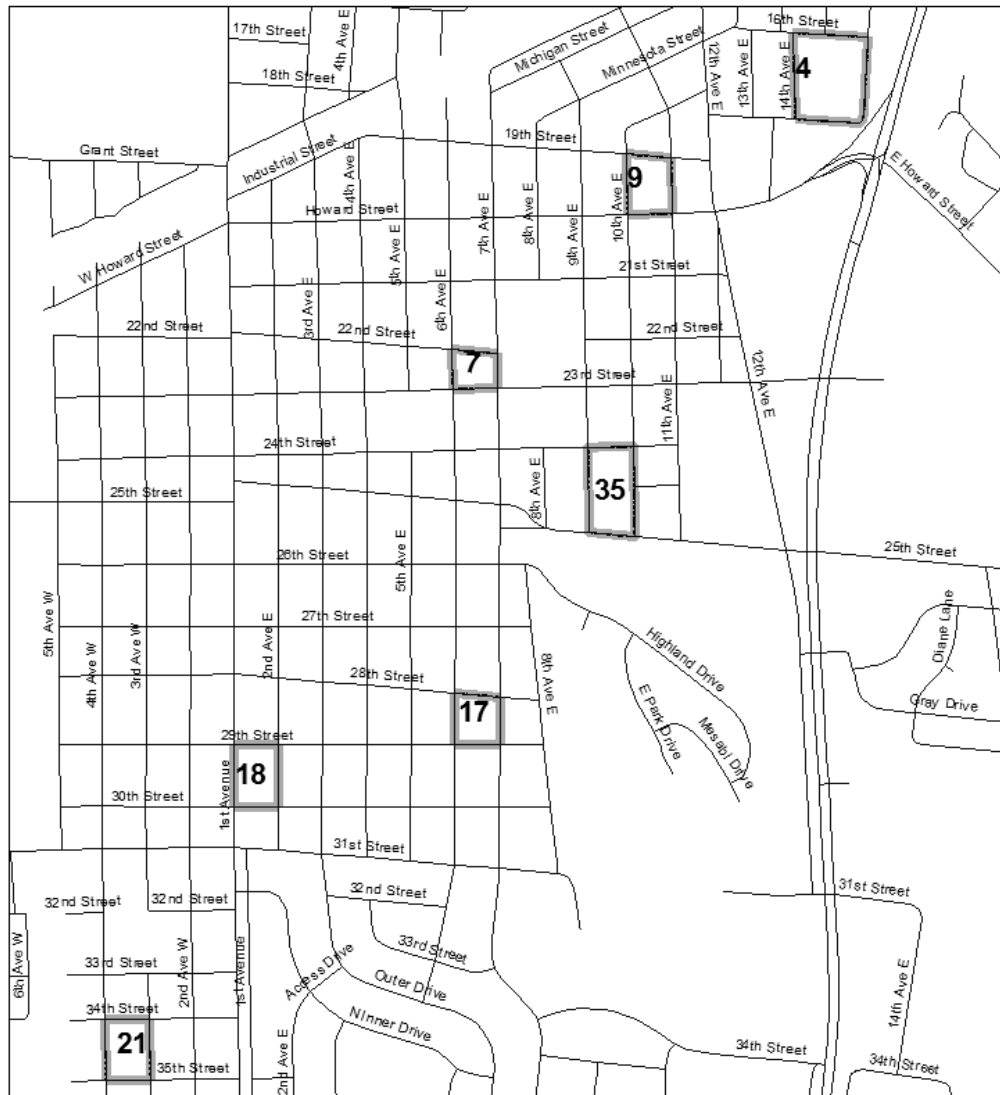 17th Street
4th Ave E
Michigan Street
Minnesota Street
12th Ave E
13th Ave E
14th Ave E
16th Street
4
18th Street
19th Street
Grant Street
Industrial Street
4th Ave E
E Howard Street
9
Howard Street
7th Ave E
8th Ave E
9th Ave E
10th Ave E
W Howard Street
5th Ave E
21st Street
3rd Ave E
6th Ave E
22nd Street
22nd Street
22nd Street
7
23rd Street
12th Ave E
11th Ave E
24th Street
8th Ave E
35
25th Street
26th Street
5th Ave E
25th Street
5th Ave W
4th Ave W
3rd Ave W
2nd Ave E
27th Street
28th Street
8th Ave E
Highland Drive
E Park Drive
Mesabi Drive
Diane Lane
Gray Drive
17
29th Street
18
1st Avenue
30th Street
31st Street
31st Street
32nd Street
32nd Street
32nd Street
6th Ave W
33rd Street
2nd Ave W
1st Avenue
Access Drive
33rd Street
Outer Drive
14th Ave E
34th Street
N Inner Drive
21
35th Street
2nd Ave E
34th Street
34th Street